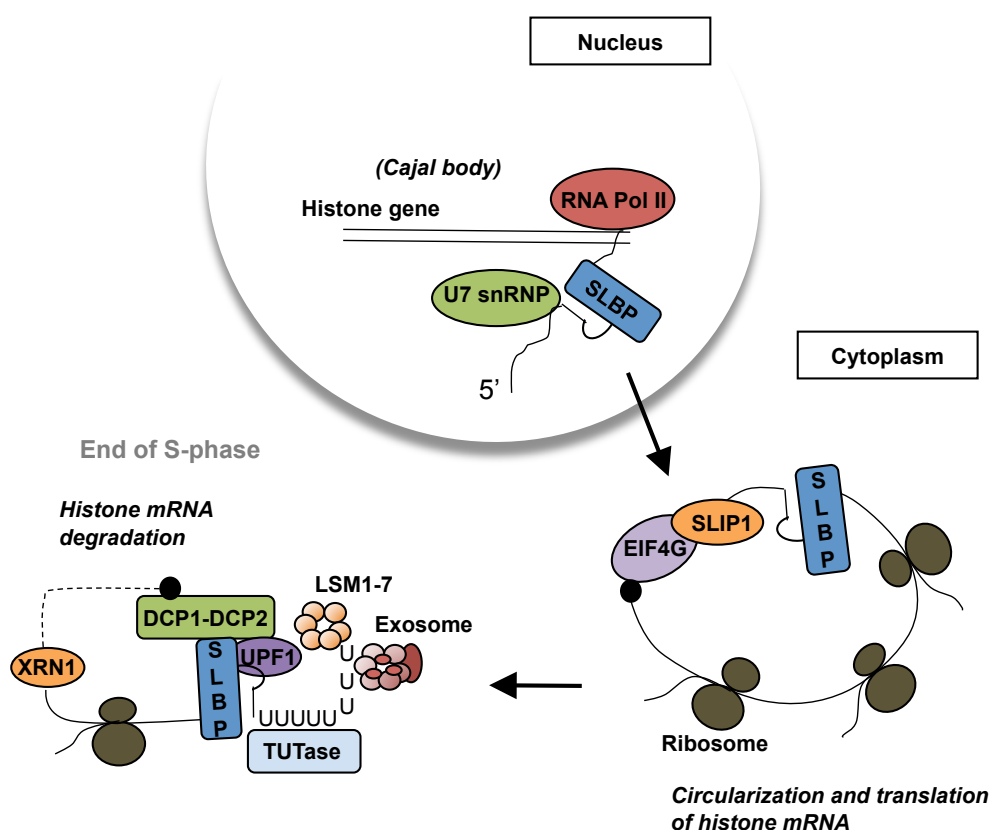 Nucleus
(Cajal body)
RNA Pol II
Histone gene
U7 snRNP
SLBP
5’
Cytoplasm
End of S-phase
Histone mRNA
degradation
S
L
B
P
SLIP1
EIF4G
LSM1-7
DCP1-DCP2
Exosome
XRN1
S
L
B
P
UPF1
U
U
U
U
UUUUU
TUTase
Ribosome
Circularization and translation
of histone mRNA